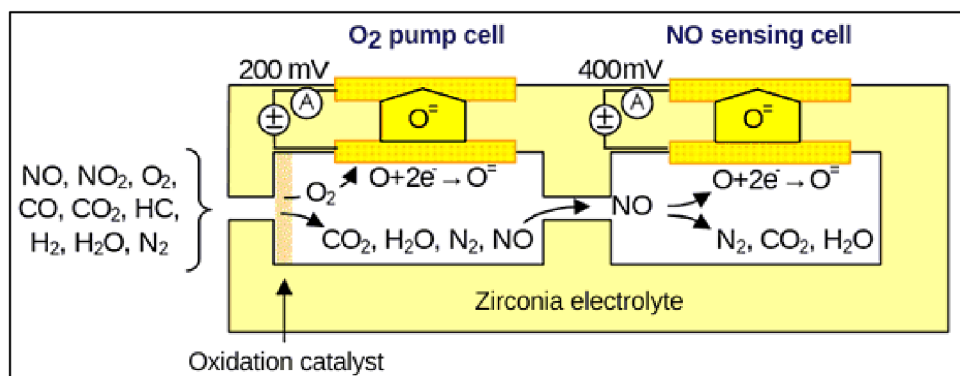 O₂ pump cell
NO sensing cell
200 mV
400mV
A
A
±
±
O⁼
O⁼
NO, NO₂, O₂,
CO, CO₂, HC,
H₂, H₂O, N₂
O₂
O+2e⁻→O⁼
CO₂, H₂O, N₂, NO
NO
O+2e⁻→O⁼
N₂, CO₂, H₂O
Zirconia electrolyte
Oxidation catalyst